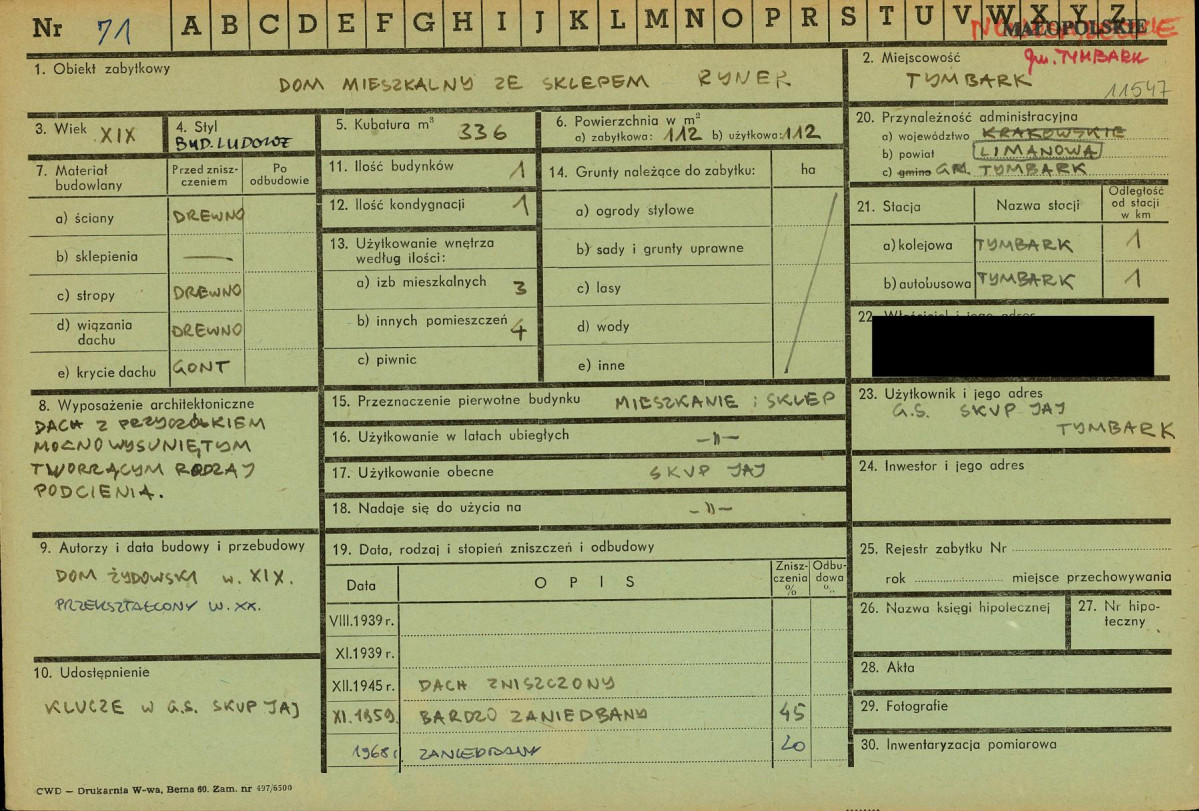 Nr 71 A B C D E F G H I J K L M N O P R S T U V W X Y Z
MAŁOPOLSKIE
gm. TYMBARK
11547
1. Obiekt zabytkowy
DOM MIESZKALNY ZE SKLEPEM RYNEK
2. Miejscowość
TYMBARK
3. Wiek XIX
4. Styl
BUD. LUDOWE
5. Kubatura m³ 336
6. Powierzchnia w m²
a) zabytkowa: 112 b) użytkowa: 112
7. Materiał budowlany
Przed zniszczeniem
Po odbudowie
a) ściany DREWNO
b) sklepienia —
c) stropy DREWNO
d) wiązania dachu DREWNO
e) krycie dachu GONT
8. Wyposażenie architektoniczne
DACH Z PRZYCZÓŁKIEM
MOCNO WYSUNIĘTYM
TWORZĄCYM RODZAJ
PODCIENIA.
9. Autorzy i data budowy i przebudowy
DOM ŻYDOWSKI w. XIX.
PRZEKSZTAŁCONY W. XX.
10. Udostępnienie
KLUCZE W G.S. SKUP JAJ
11. Ilość budynków 1
12. Ilość kondygnacji 1
13. Użytkowanie wnętrza
według ilości:
a) izb mieszkalnych 3
b) innych pomieszczeń 4
c) piwnic
14. Grunty należące do zabytku: ha
a) ogrody stylowe
b) sady i grunty uprawne
c) lasy
d) wody
e) inne
15. Przeznaczenie pierwotne budynku MIESZKANIE i SKLEP
16. Użytkowanie w latach ubiegłych -"-
17. Użytkowanie obecne SKUP JAJ
18. Nadaje się do użycia na -"-
19. Data, rodzaj i stopień zniszczeń i odbudowy
Data OPIS Zniszczenia % Odbudowa %
VIII.1939 r.
XI.1939 r.
XII.1945 r. DACH ZNISZCZONY
XI.1959. BARDZO ZANIEDBANY 45
1968 r. ZANIEDBANY 20
20. Przynależność administracyjna
a) województwo KRAKOWSKIE
b) powiat LIMANOWA
c) gmina GR. TYMBARK
21. Stacja Nazwa stacji Odległość od stacji w km
a) kolejowa TYMBARK 1
b) autobusowa TYMBARK 1
22. Właściciel i jego adres
23. Użytkownik i jego adres
G.S. SKUP JAJ
TYMBARK
24. Inwestor i jego adres
25. Rejestr zabytku Nr
rok miejsce przechowywania
26. Nazwa księgi hipotecznej
27. Nr hipoteczny
28. Akta
29. Fotografie
30. Inwentaryzacja pomiarowa
CWD — Drukarnia W-wa, Bema 60. Zam. nr 497/6500